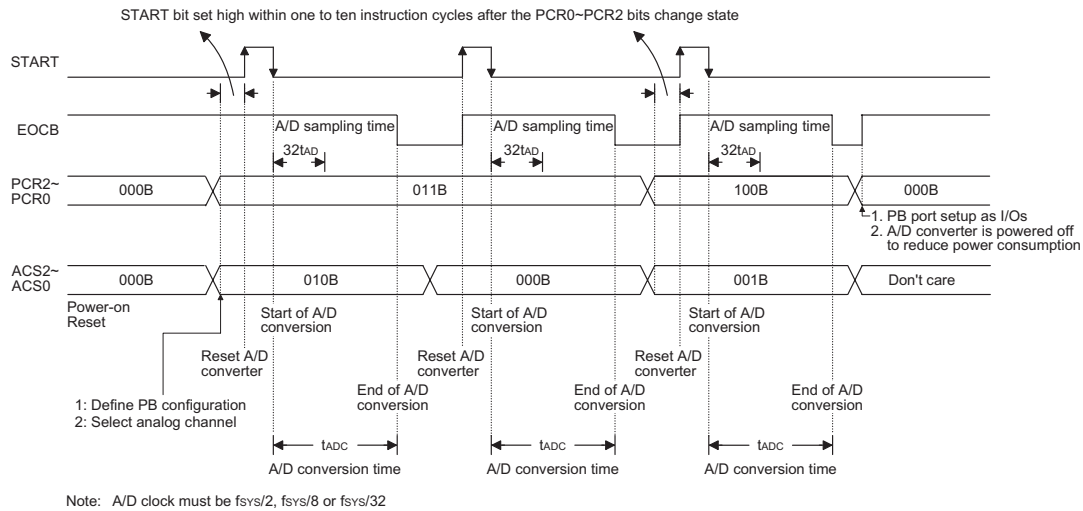 START bit set high within one to ten instruction cycles after the PCR0~PCR2 bits change state
START
EOCB
A/D sampling time
A/D sampling time
A/D sampling time
32tAD
32tAD
32tAD
PCR2~
PCR0
000B
011B
100B
000B
1. PB port setup as I/Os
2. A/D converter is powered off
to reduce power consumption
ACS2~
ACS0
000B
010B
000B
001B
Don't care
Power-on
Reset
Start of A/D
conversion
Start of A/D
conversion
Start of A/D
conversion
Reset A/D
converter
Reset A/D
converter
Reset A/D
converter
1: Define PB configuration
2: Select analog channel
End of A/D
conversion
End of A/D
conversion
End of A/D
conversion
tADC
tADC
tADC
A/D conversion time
A/D conversion time
A/D conversion time
Note: A/D clock must be fSYS/2, fSYS/8 or fSYS/32